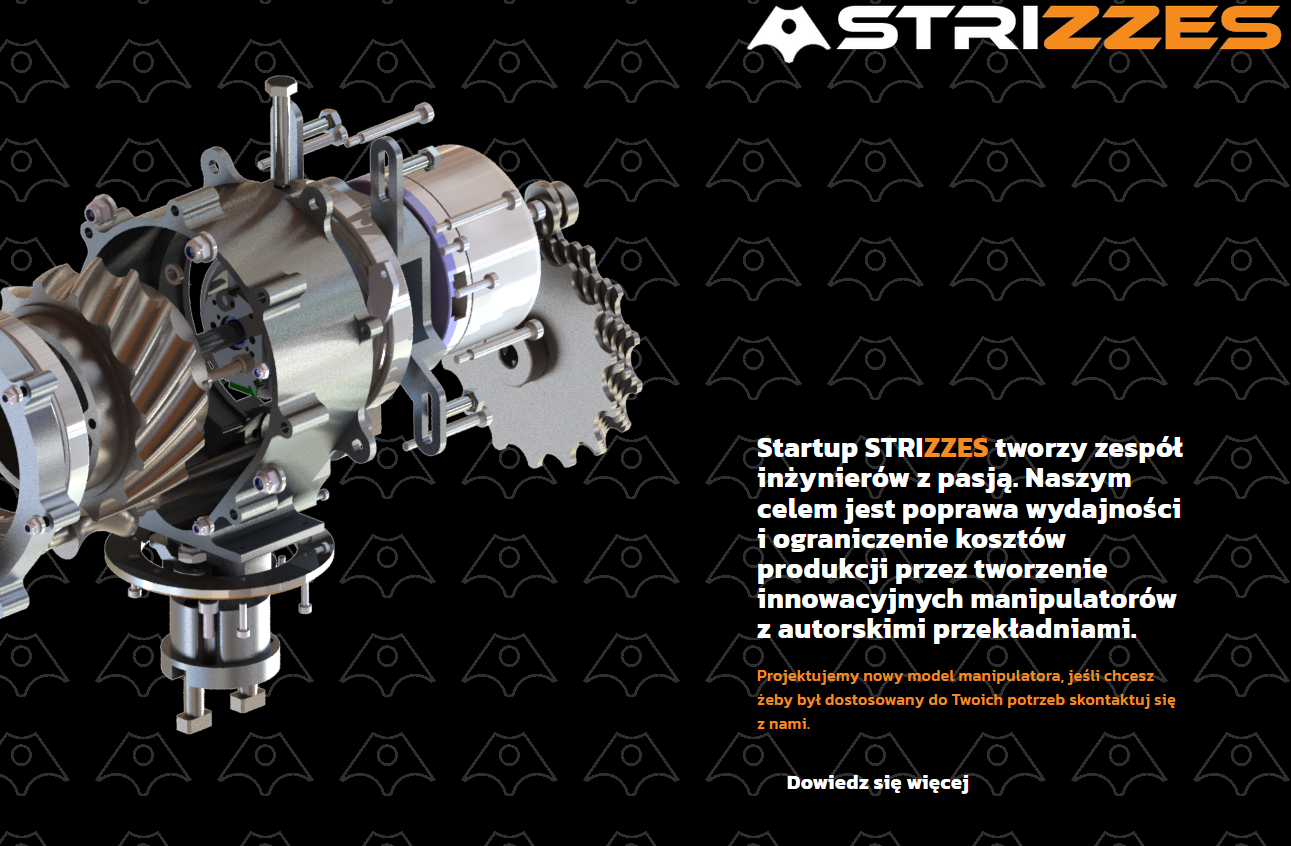 STRIZZES
Startup STRIZZES tworzy zespół
inżynierów z pasją. Naszym
celem jest poprawa wydajności
i ograniczenie kosztów
produkcji przez tworzenie
innowacyjnych manipulatorów
z autorskimi przekładniami.
Projektujemy nowy model manipulatora, jeśli chcesz
żeby był dostosowany do Twoich potrzeb skontaktuj się
z nami.
Dowiedz się więcej